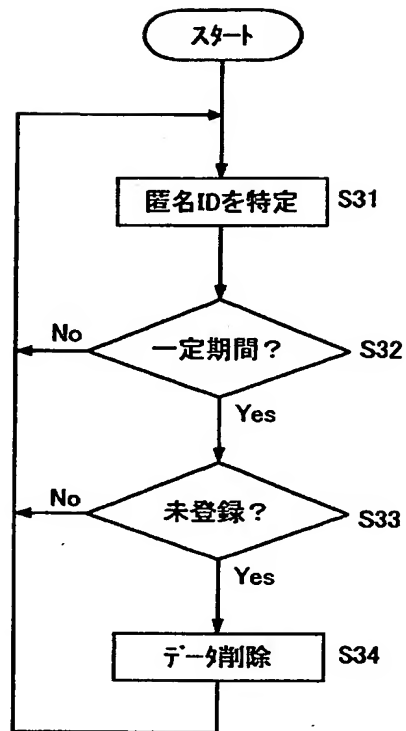 スタート
匿名IDを特定 S31
一定期間？ S32
No
Yes
未登録？ S33
No
Yes
データ削除 S34